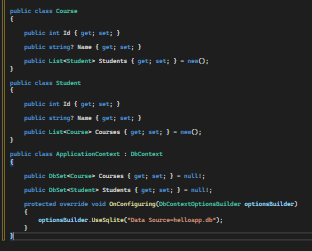 public class Course
{
public int Id { get; set; }
public string? Name { get; set; }
public List<Student> Students { get; set; } = new();
}
public class Student
{
public int Id { get; set; }
public string? Name { get; set; }
public List<Course> Courses { get; set; } = new();
}
public class ApplicationContext : DbContext
{
public DbSet<Course> Courses { get; set; } = null!;
public DbSet<Student> Students { get; set; } = null!;
protected override void OnConfiguring(DbContextOptionsBuilder optionsBuilder)
{
optionsBuilder.UseSqlite("Data Source=helloapp.db");
}
}